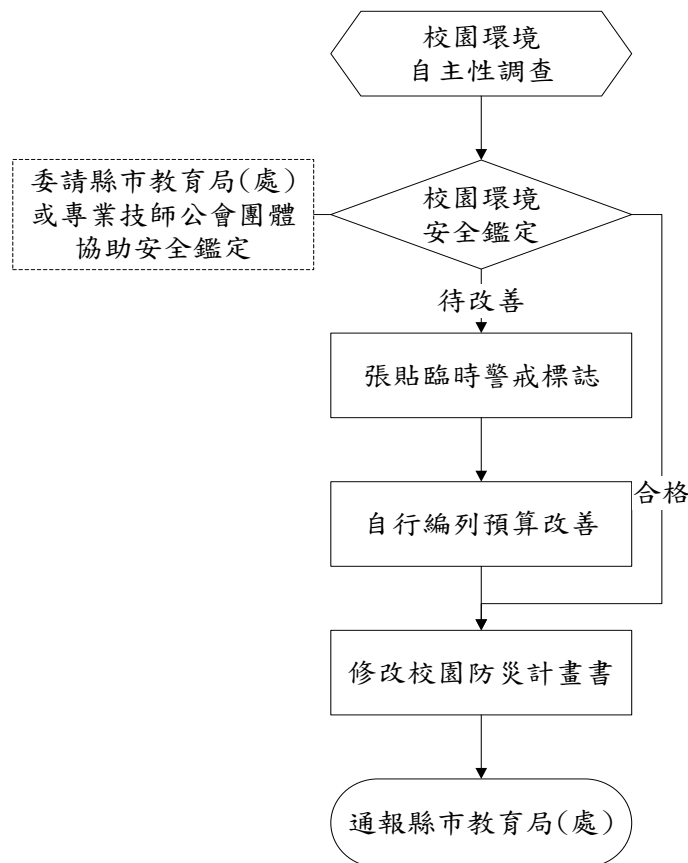 校園環境
自主性調查
委請縣市教育局(處)
或專業技師公會團體
協助安全鑑定
校園環境
安全鑑定
待改善
張貼臨時警戒標誌
合格
自行編列預算改善
修改校園防災計畫書
通報縣市教育局(處)